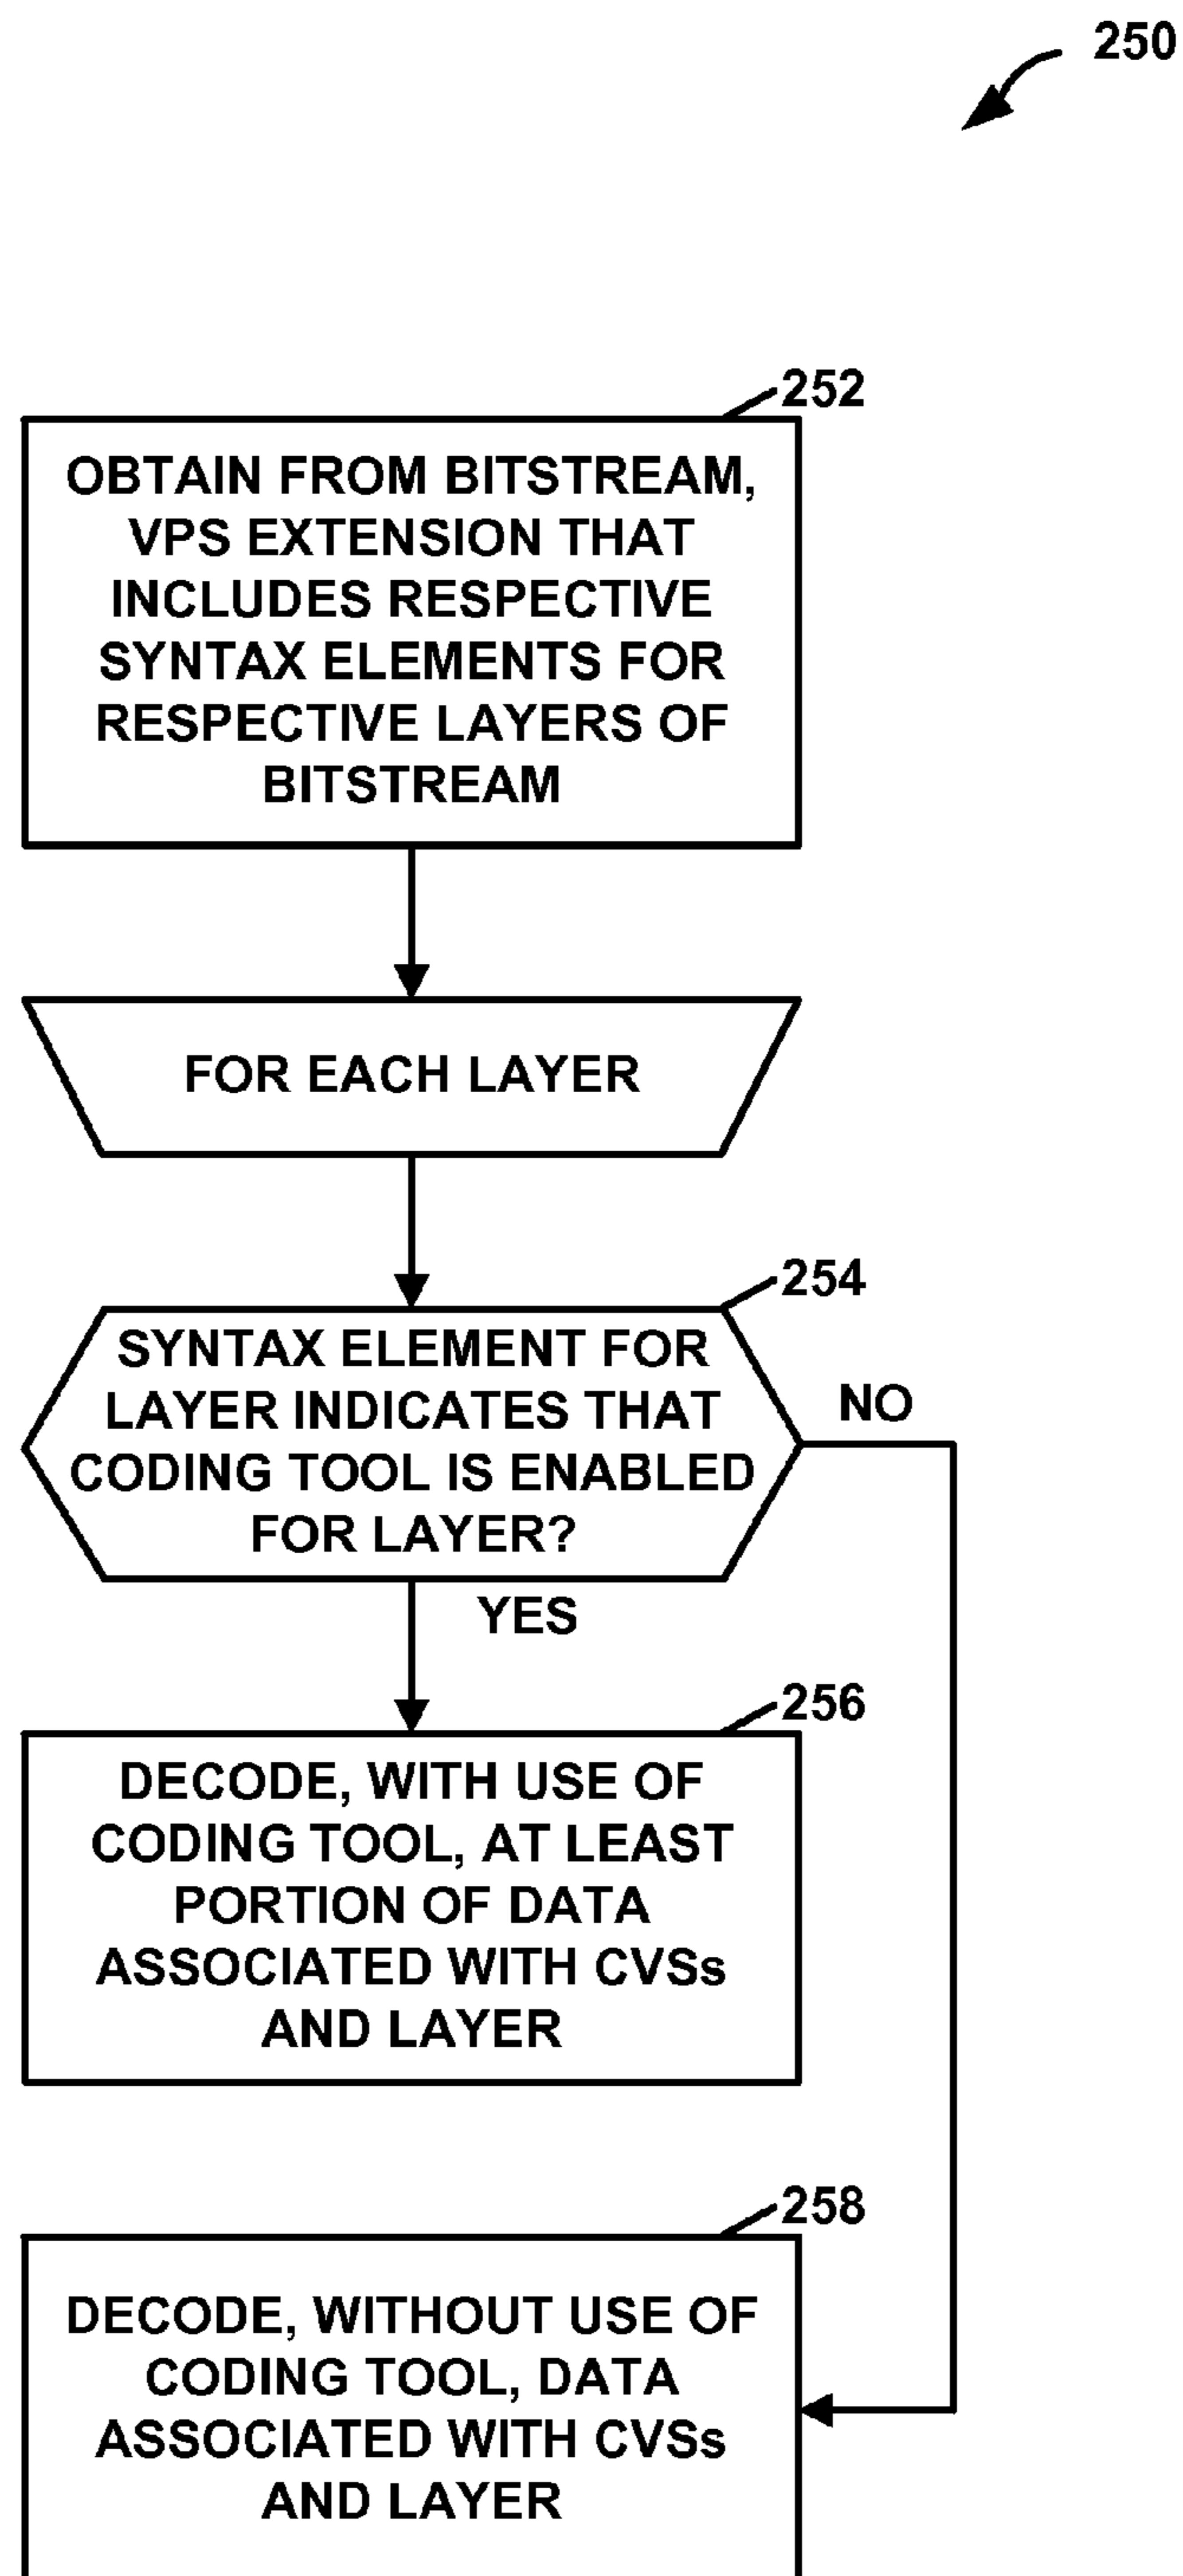 250
252
OBTAIN FROM BITSTREAM,
VPS EXTENSION THAT
INCLUDES RESPECTIVE
SYNTAX ELEMENTS FOR
RESPECTIVE LAYERS OF
BITSTREAM
FOR EACH LAYER
254
SYNTAX ELEMENT FOR
LAYER INDICATES THAT
CODING TOOL IS ENABLED
FOR LAYER?
NO
YES
256
DECODE, WITH USE OF
CODING TOOL, AT LEAST
PORTION OF DATA
ASSOCIATED WITH CVSs
AND LAYER
258
DECODE, WITHOUT USE OF
CODING TOOL, DATA
ASSOCIATED WITH CVSs
AND LAYER